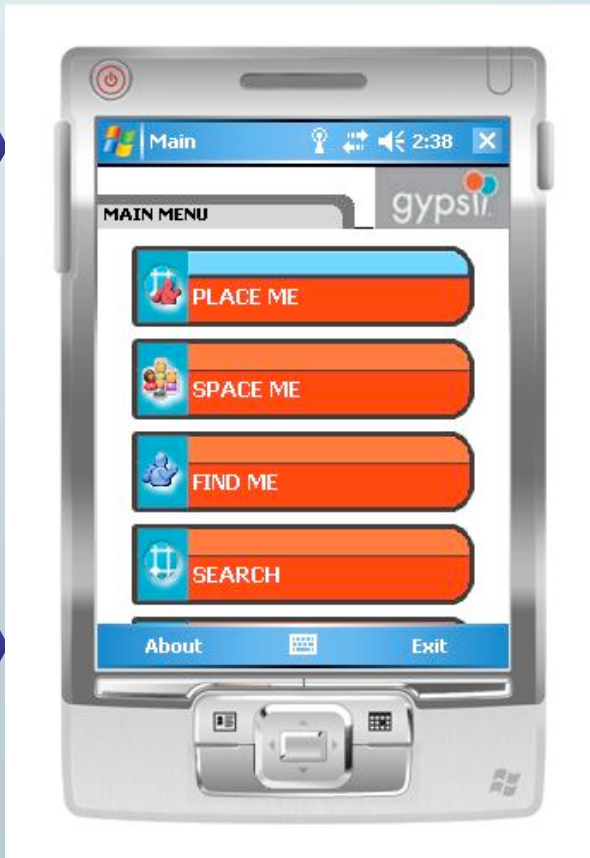 Main 2:38
gypsii
MAIN MENU
PLACE ME
SPACE ME
FIND ME
SEARCH
About Exit